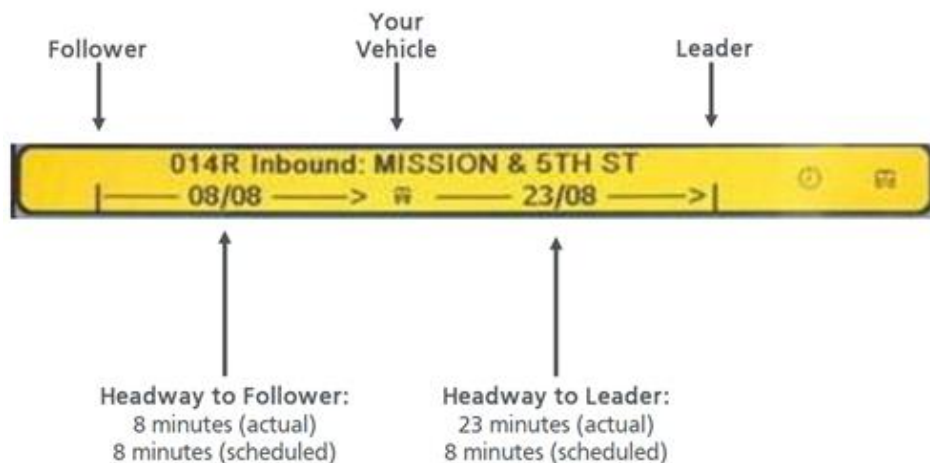 Follower
Your
Vehicle
Leader
014R Inbound: MISSION & 5TH ST
08/08
23/08
Headway to Follower:
8 minutes (actual)
8 minutes (scheduled)
Headway to Leader:
23 minutes (actual)
8 minutes (scheduled)